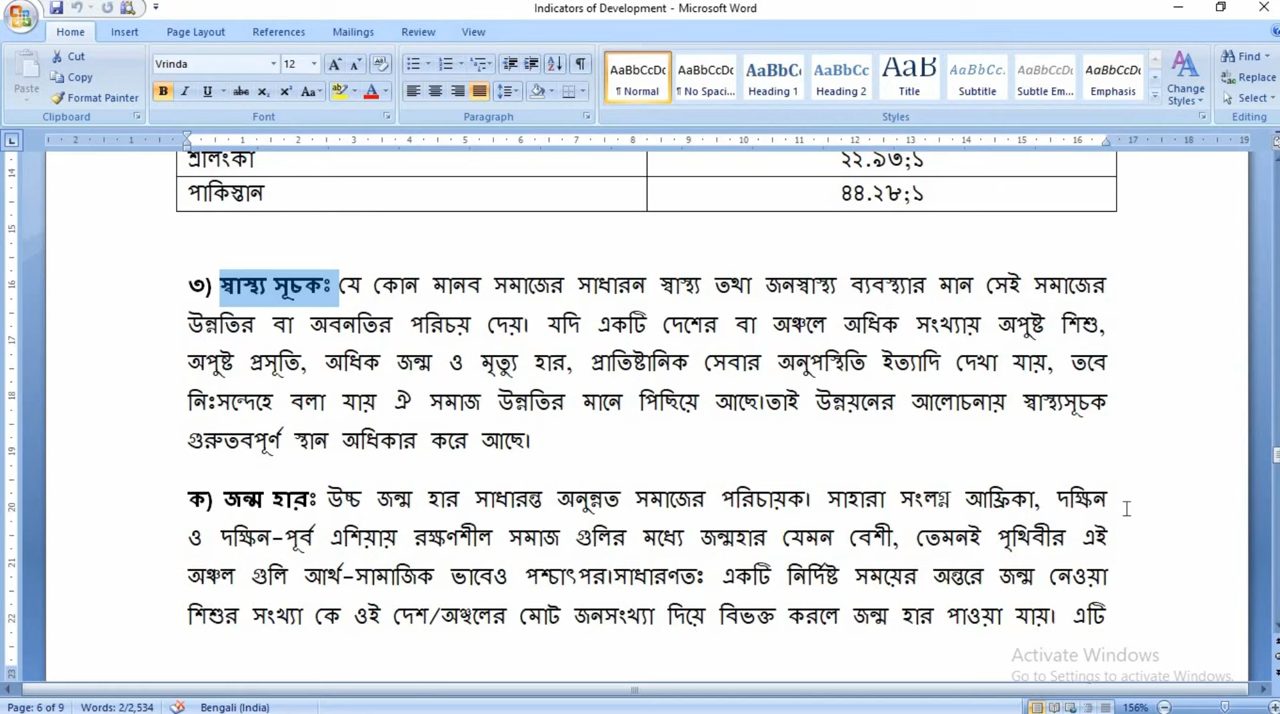 Indicators of Development - Microsoft Word
Home Insert Page Layout References Mailings Review View
Cut
Copy
Format Painter
Paste
Clipboard
Vrinda 12
Font
Paragraph
AaBbCcDc AaBbCcDc AaBbC AaBbCc AaB AaBbCc. AaBbCcDc AaBbCcDc
¶ Normal ¶ No Spaci... Heading 1 Heading 2 Title Subtitle Subtle Em... Emphasis
Change Styles
Styles
Find
Replace
Select
Editing
শ্রীলংকা ২২.৯৩;১
পাকিস্তান ৪৪.২৮;১
৩) স্বাস্থ্য সূচকঃ যে কোন মানব সমাজের সাধারন স্বাস্থ্য তথা জনস্বাস্থ্য ব্যবস্থার মান সেই সমাজের
উন্নতির বা অবনতির পরিচয় দেয়। যদি একটি দেশের বা অঞ্চলে অধিক সংখ্যায় অপুষ্ট শিশু,
অপুষ্ট প্রসূতি, অধিক জন্ম ও মৃত্যু হার, প্রাতিষ্টানিক সেবার অনুপস্থিতি ইত্যাদি দেখা যায়, তবে
নিঃসন্দেহে বলা যায় ঐ সমাজ উন্নতির মানে পিছিয়ে আছে।তাই উন্নয়নের আলোচনায় স্বাস্থ্যসূচক
গুরুতবপূর্ণ স্থান অধিকার করে আছে।
ক) জন্ম হারঃ উচ্চ জন্ম হার সাধারন্ত অনুন্নত সমাজের পরিচায়ক। সাহারা সংলগ্ন আফ্রিকা, দক্ষিন
ও দক্ষিন-পূর্ব এশিয়ায় রক্ষণশীল সমাজ গুলির মধ্যে জন্মহার যেমন বেশী, তেমনই পৃথিবীর এই
অঞ্চল গুলি আর্থ-সামাজিক ভাবেও পশ্চাৎপর।সাধারণতঃ একটি নির্দিষ্ট সময়ের অন্তরে জন্ম নেওয়া
শিশুর সংখ্যা কে ওই দেশ/অঞ্চলের মোট জনসংখ্যা দিয়ে বিভক্ত করলে জন্ম হার পাওয়া যায়। এটি
Activate Windows
Go to Settings to activate Windows.
Page: 6 of 9 Words: 2/2,534 Bengali (India) 156%